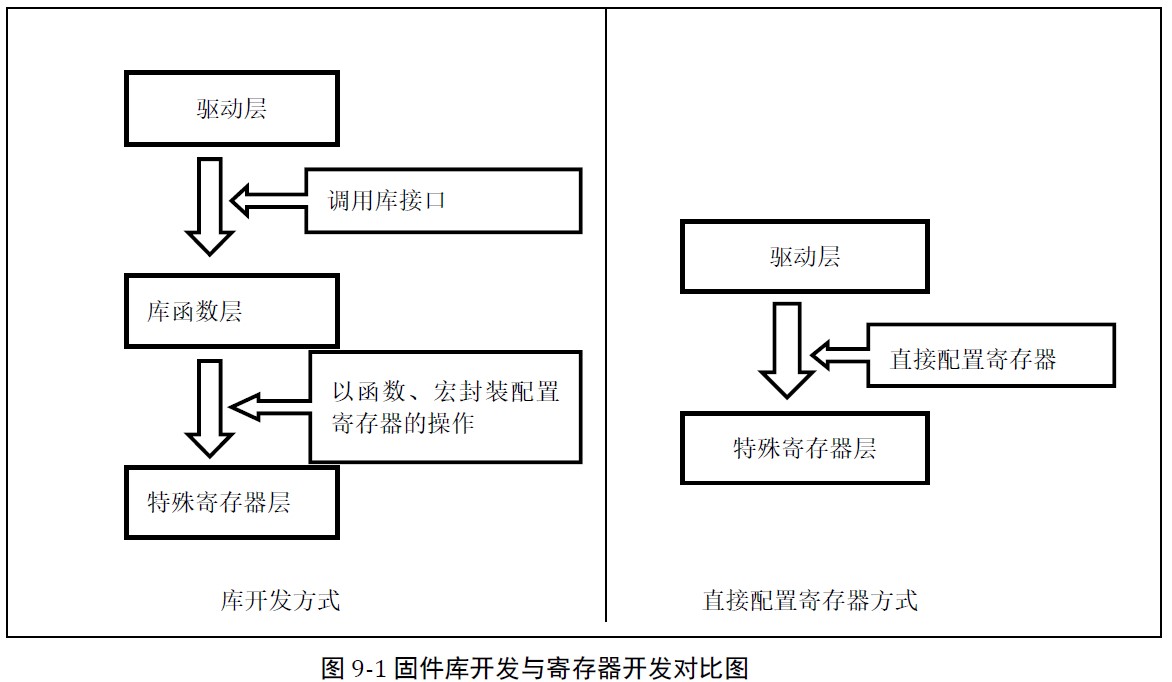 驱动层
调用库接口
库函数层
以函数、宏封装配置
寄存器的操作
特殊寄存器层
库开发方式
驱动层
直接配置寄存器
特殊寄存器层
直接配置寄存器方式
图 9-1 固件库开发与寄存器开发对比图